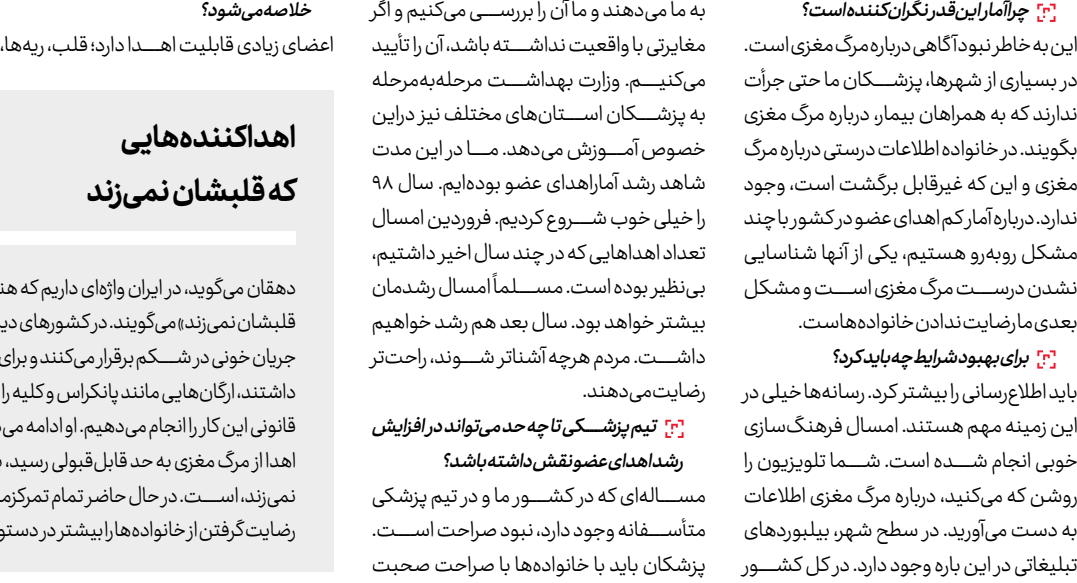 چرا آمار این قدر نگران‌کننده است؟
این به خاطر نبود آگاهی درباره مرگ مغزی است.
در بسیاری از شهرها، پزشکان ما حتی جرأت
ندارند که به همراهان بیمار، درباره مرگ مغزی
بگویند. در خانواده اطلاعات درستی درباره مرگ
مغزی و این که غیرقابل برگشت است، وجود
ندارد. درباره آمار کم اهدای عضو در کشور با چند
مشکل روبه‌رو هستیم، یکی از آنها شناسایی
نشدن درست مرگ مغزی است و مشکل
بعدی ما رضایت ندادن خانواده‌هاست.
برای بهبود شرایط چه باید کرد؟
باید اطلاع‌رسانی را بیشتر کرد. رسانه‌ها خیلی در
این زمینه مهم هستند. امسال فرهنگ‌سازی
خوبی انجام شده است. شما تلویزیون را
روشن که می‌کنید، درباره مرگ مغزی اطلاعات
به دست می‌آورید. در سطح شهر، بیلبوردهای
تبلیغاتی در این باره وجود دارد. در کل کشور
به ما می‌دهند و ما آن را بررسی می‌کنیم و اگر
مغایرتی با واقعیت نداشته باشد، آن را تأیید
می‌کنیم. وزارت بهداشت مرحله‌به‌مرحله
به پزشکان استان‌های مختلف نیز در این
خصوص آموزش می‌دهد. ما در این مدت
شاهد رشد آمار اهدای عضو بوده‌ایم. سال ۹۸
را خیلی خوب شروع کردیم. فروردین امسال
تعداد اهداهایی که در چند سال اخیر داشتیم،
بی‌نظیر بوده است. مسلماً امسال رشدمان
بیشتر خواهد بود. سال بعد هم رشد خواهیم
داشت. مردم هرچه آشناتر شوند، راحت‌تر
رضایت می‌دهند.
تیم پزشکی تا چه حد می‌تواند در افزایش
رشد اهدای عضو نقش داشته باشد؟
مساله‌ای که در کشور ما و در تیم پزشکی
متأسفانه وجود دارد، نبود صراحت است.
پزشکان باید با خانواده‌ها با صراحت صحبت
خلاصه می‌شود؟
اعضای زیادی قابلیت اهدا دارد؛ قلب، ریه‌ها،
اهداکننده‌هایی
که قلبشان نمی‌زند
دهقان می‌گوید، در ایران واژه‌ای داریم که
قلبشان نمی‌زند» می‌گویند. در کشورهای
جریان خونی در شکم برقرار می‌کنند و برای
داشتند، ارگان‌هایی مانند پانکراس و کلیه را
قانونی این کار را انجام می‌دهیم. او ادامه
اهدا از مرگ مغزی به حد قابل‌قبولی رسید،
نمی‌زند، است. در حال حاضر تمام
رضایت گرفتن از خانواده‌ها را بیشتر در